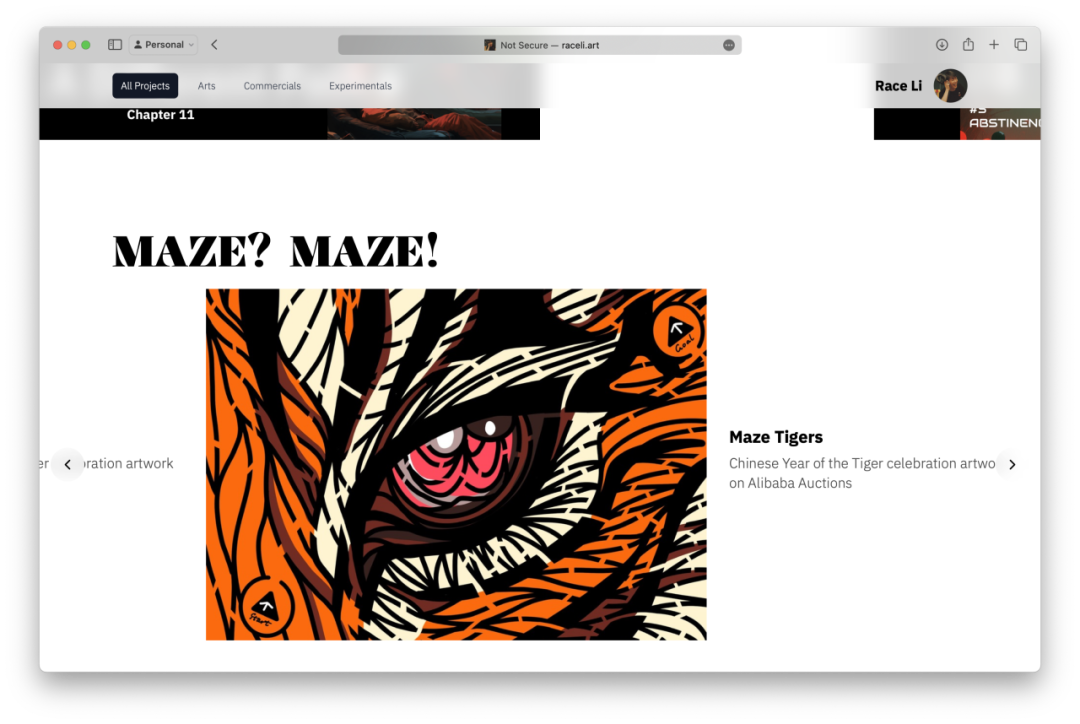 Personal
Not Secure — raceli.art
All Projects
Arts
Commercials
Experimentals
Race Li
Chapter 11
#5
ABSTINENC
MAZE? MAZE!
Goal
Start
er
oration artwork
Maze Tigers
Chinese Year of the Tiger celebration artwo
on Alibaba Auctions